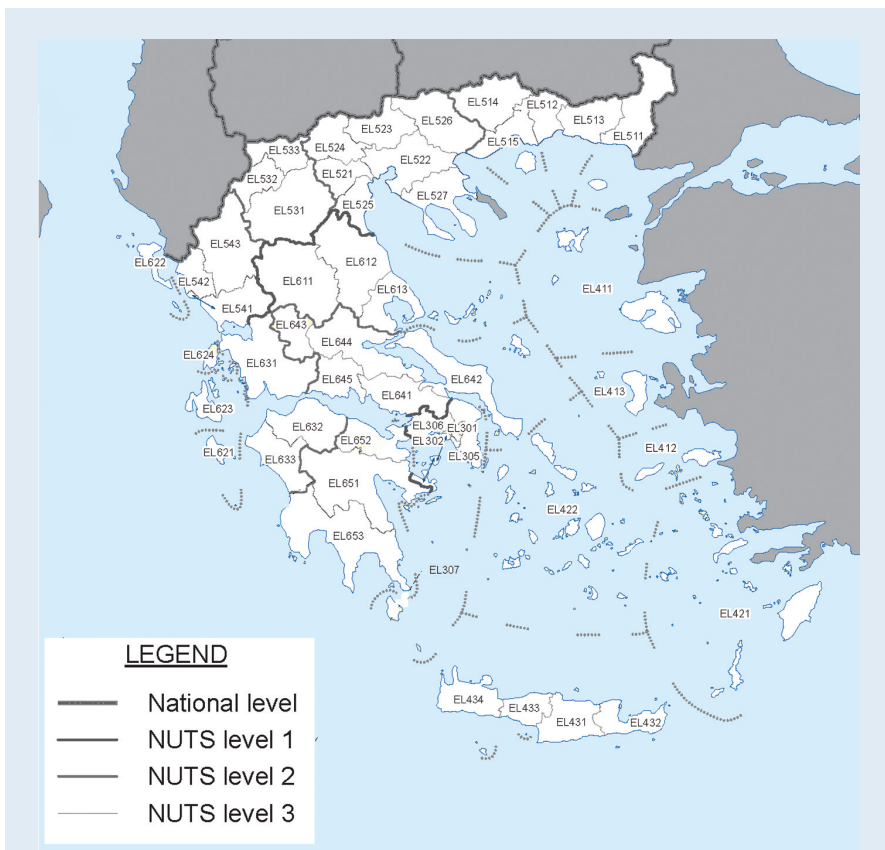 EL514
EL512
EL513
EL511
EL515
EL526
EL523
EL524
EL522
EL533
EL532
EL521
EL527
EL531
EL525
EL543
EL622
EL542
EL541
EL611
EL612
EL613
EL411
EL643
EL644
EL624
EL631
EL645
EL642
EL641
EL413
EL623
EL632
EL306
EL301
EL652
EL302
EL412
EL621
EL633
EL305
EL651
EL422
EL653
EL307
EL421
EL434
EL433
EL431
EL432
LEGEND
National level
NUTS level 1
NUTS level 2
NUTS level 3